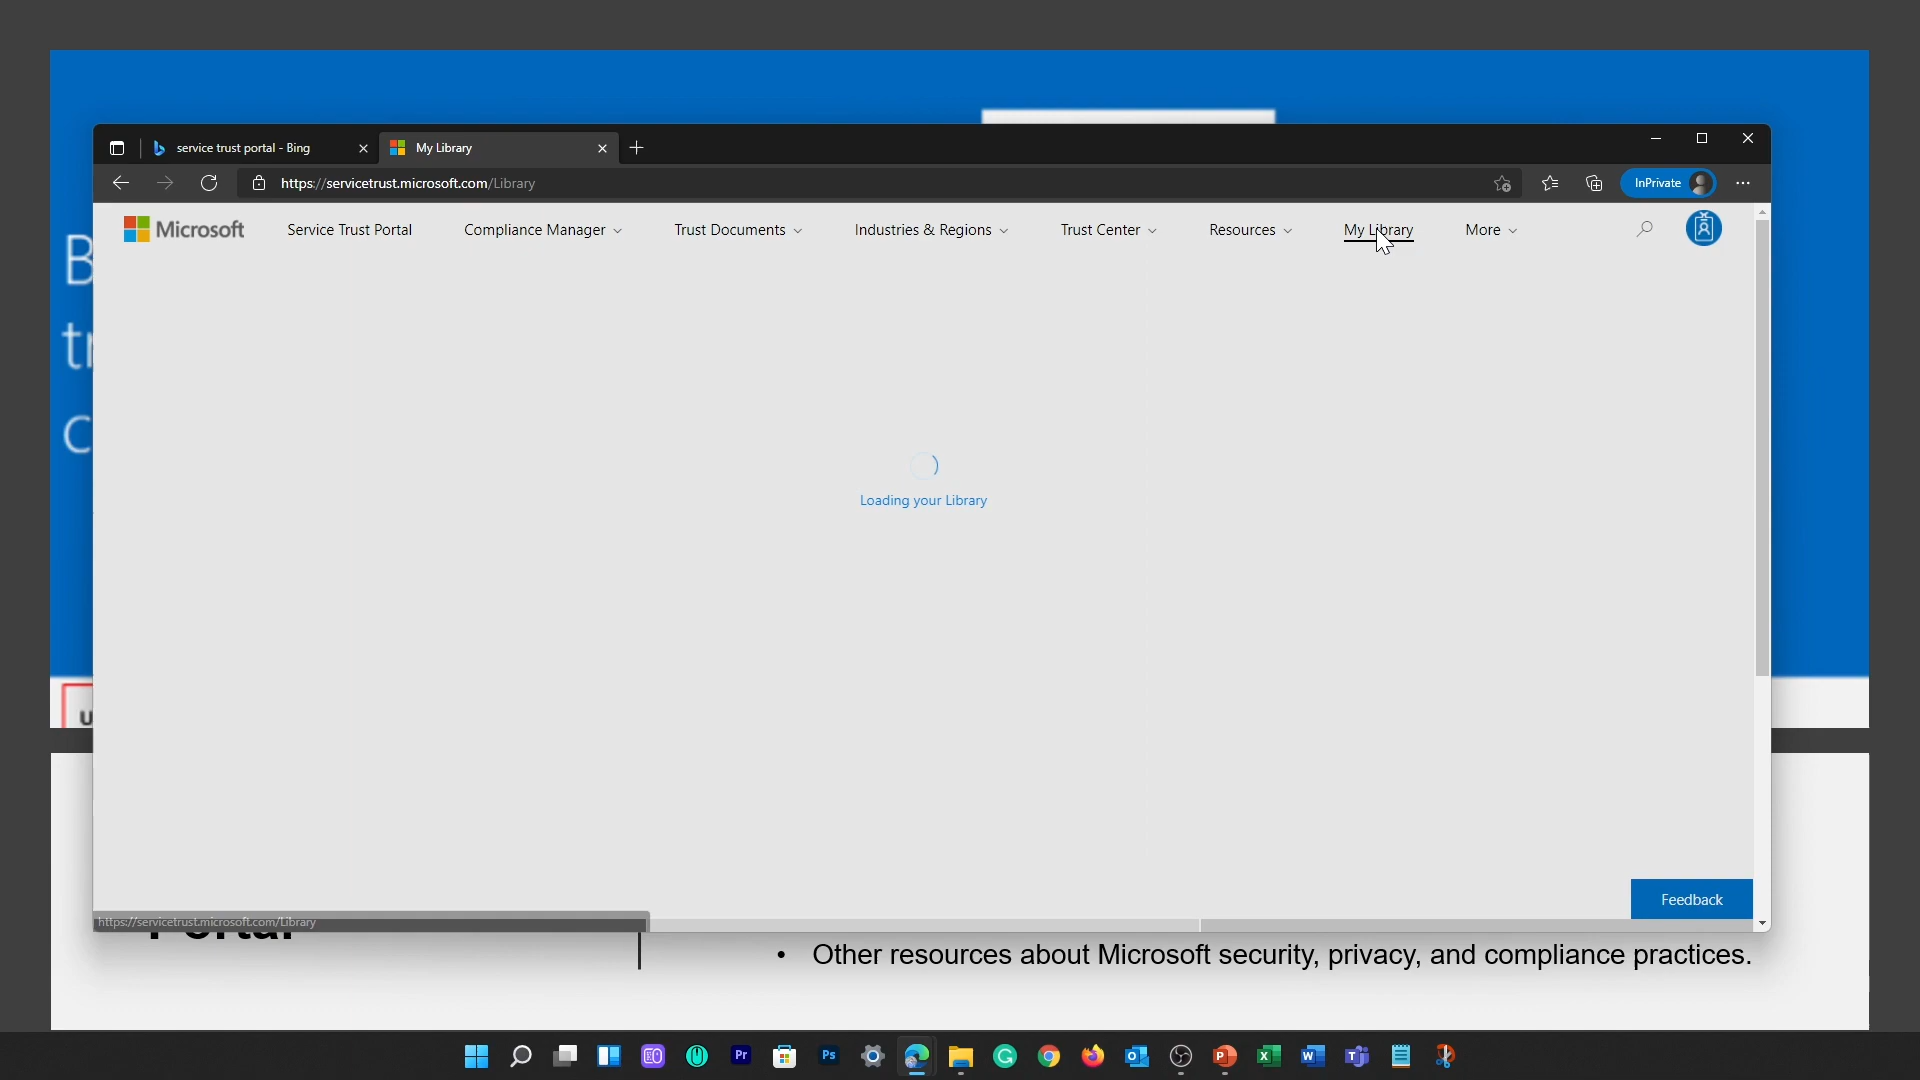 service trust portal - Bing
My Library
https://servicetrust.microsoft.com/Library
InPrivate
Microsoft
Service Trust Portal
Compliance Manager
Trust Documents
Industries & Regions
Trust Center
Resources
My Library
More
Loading your Library
Feedback
https://servicetrust.microsoft.com/Library
• Other resources about Microsoft security, privacy, and compliance practices.